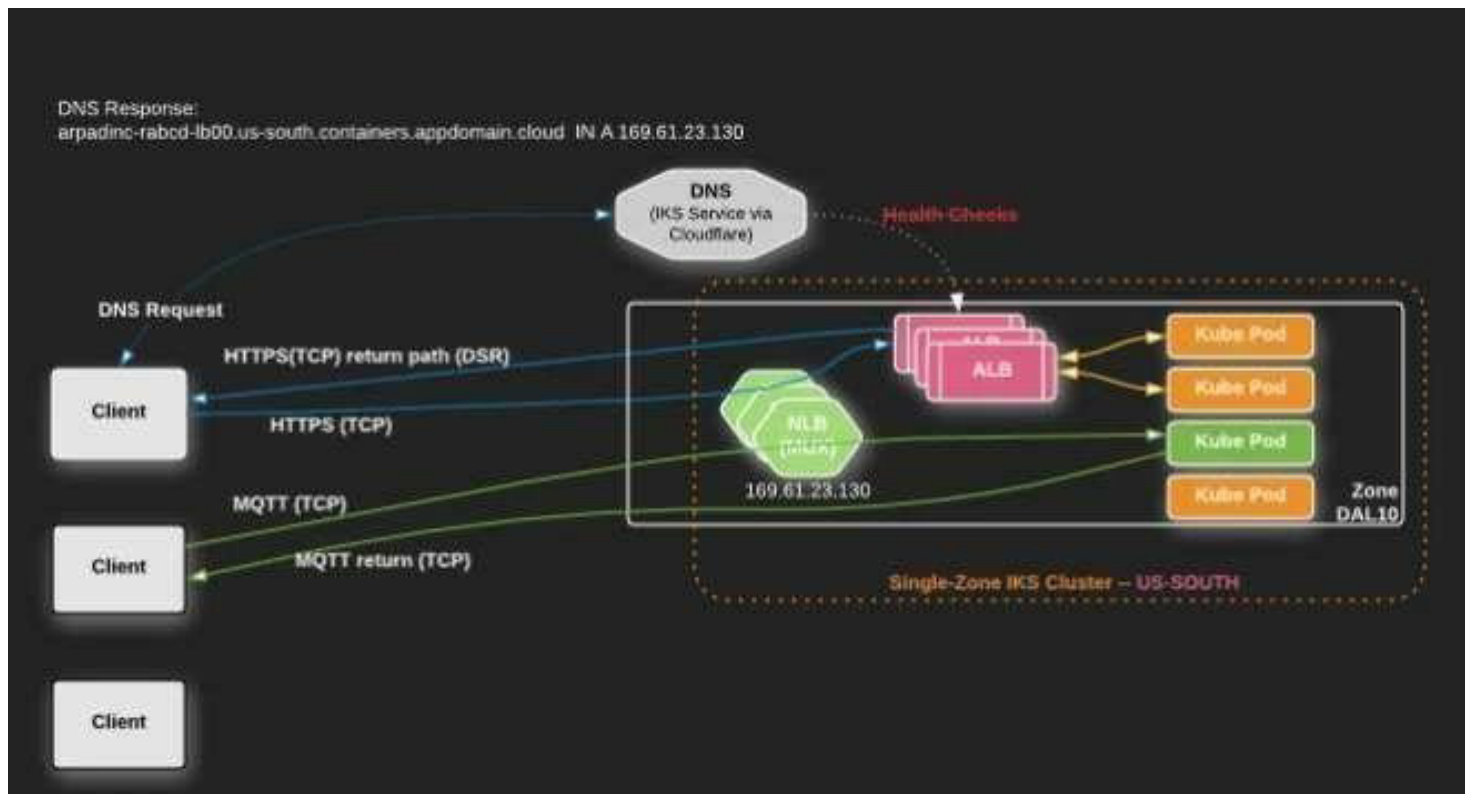 DNS Response:
arpadinc-rabcd-lb00.us-south.containers.appdomain.cloud IN A 169.61.23.130
DNS
(IKS Service via
Cloudflare)
Health Checks
DNS Request
HTTPS(TCP) return path (DSR)
ALB
ALB
Kube Pod
Kube Pod
Client
HTTPS (TCP)
NLB
(MUX)
Kube Pod
169.61.23.130
Kube Pod
Zone
DAL10
MQTT (TCP)
Client
MQTT return (TCP)
Single-Zone IKS Cluster -- US-SOUTH
Client